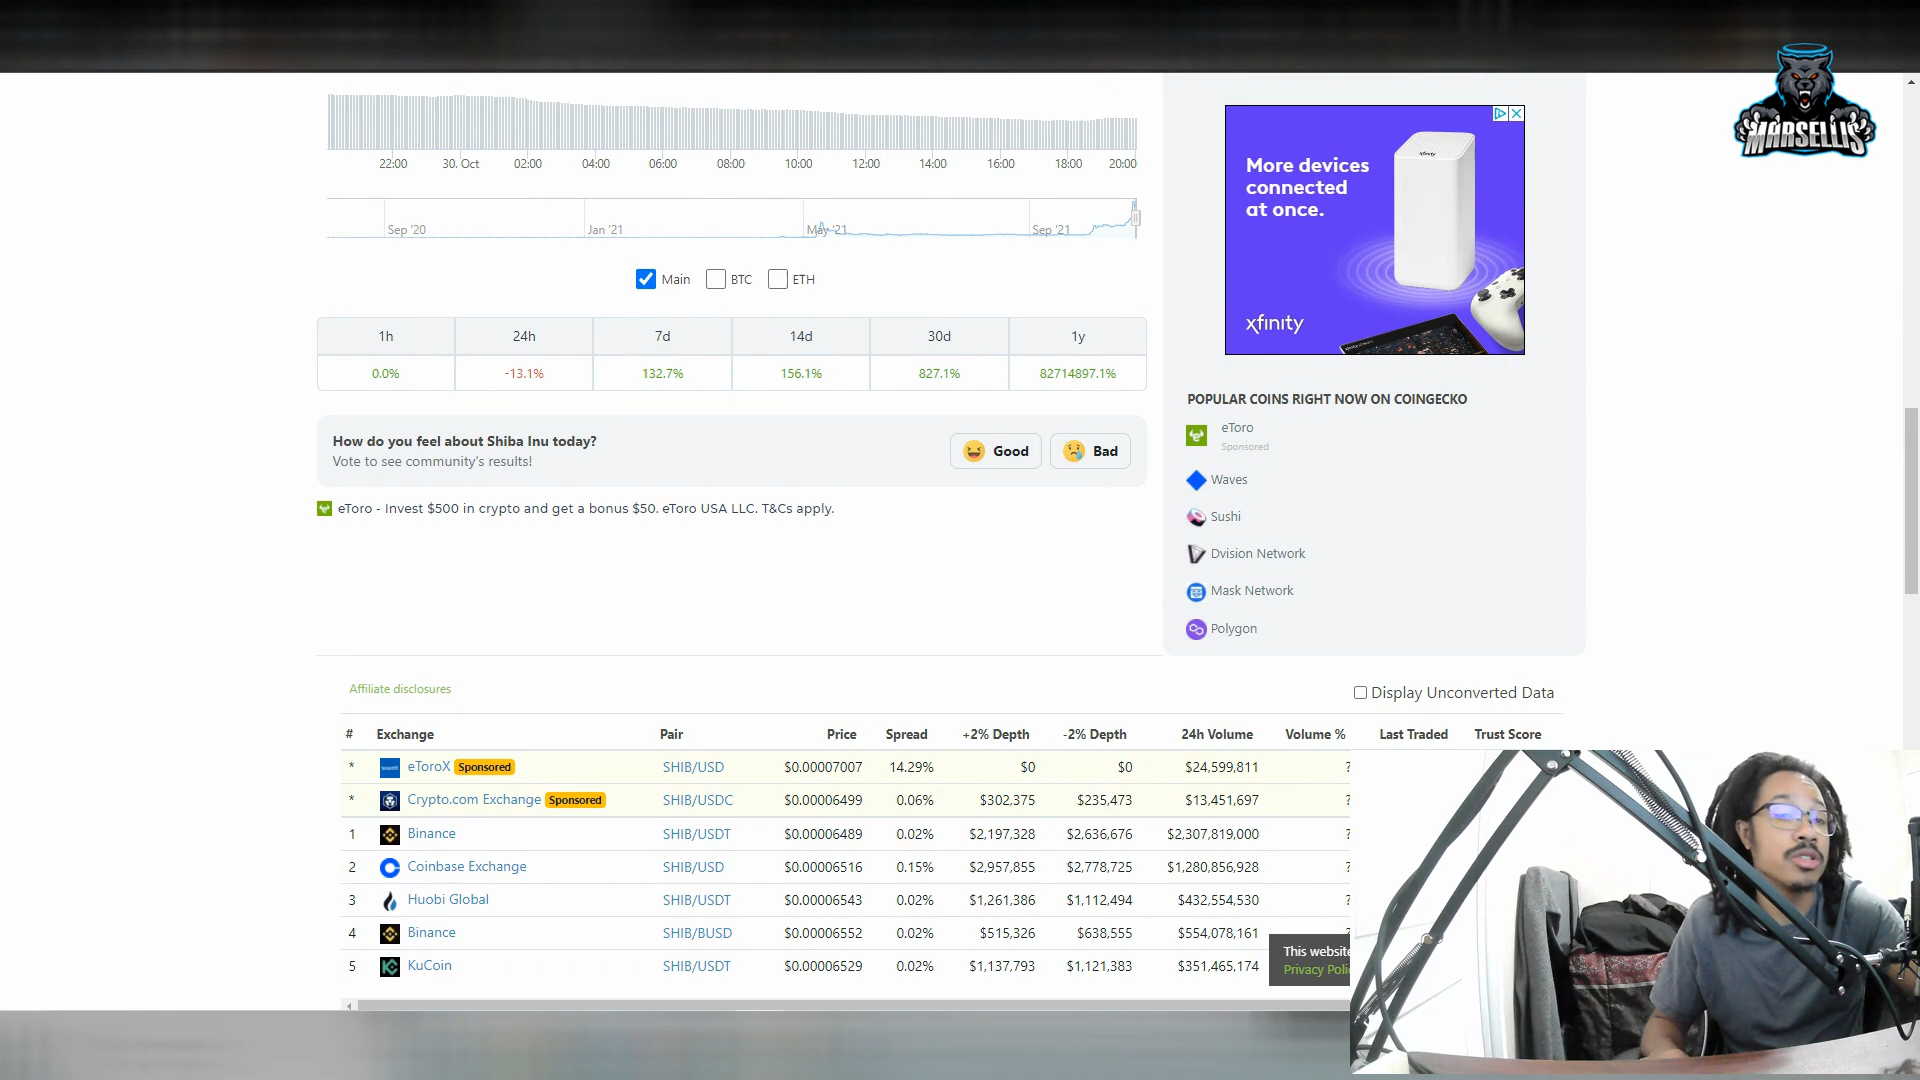 MARSELLIS
22:00 30. Oct 02:00 04:00 06:00 08:00 10:00 12:00 14:00 16:00 18:00 20:00
Sep '20 Jan '21 May '21 Sep '21
Main BTC ETH
1h 24h 7d 14d 30d 1y
0.0% -13.1% 132.7% 156.1% 827.1% 82714897.1%
How do you feel about Shiba Inu today?
Vote to see community's results!
Good Bad
eToro - Invest $500 in crypto and get a bonus $50. eToro USA LLC. T&Cs apply.
More devices
connected
at once.
xfinity
xfinity
POPULAR COINS RIGHT NOW ON COINGECKO
eToro
Sponsored
Waves
Sushi
Dvision Network
Mask Network
Polygon
Affiliate disclosures
Display Unconverted Data
# Exchange Pair Price Spread +2% Depth -2% Depth 24h Volume Volume % Last Traded Trust Score
* eToroX Sponsored SHIB/USD $0.00007007 14.29% $0 $0 $24,599,811 ?
* Crypto.com Exchange Sponsored SHIB/USDC $0.00006499 0.06% $302,375 $235,473 $13,451,697 ?
1 Binance SHIB/USDT $0.00006489 0.02% $2,197,328 $2,636,676 $2,307,819,000 ?
2 Coinbase Exchange SHIB/USD $0.00006516 0.15% $2,957,855 $2,778,725 $1,280,856,928 ?
3 Huobi Global SHIB/USDT $0.00006543 0.02% $1,261,386 $1,112,494 $432,554,530 ?
4 Binance SHIB/BUSD $0.00006552 0.02% $515,326 $638,555 $554,078,161 ?
5 KuCoin SHIB/USDT $0.00006529 0.02% $1,137,793 $1,121,383 $351,465,174
This website
Privacy Poli